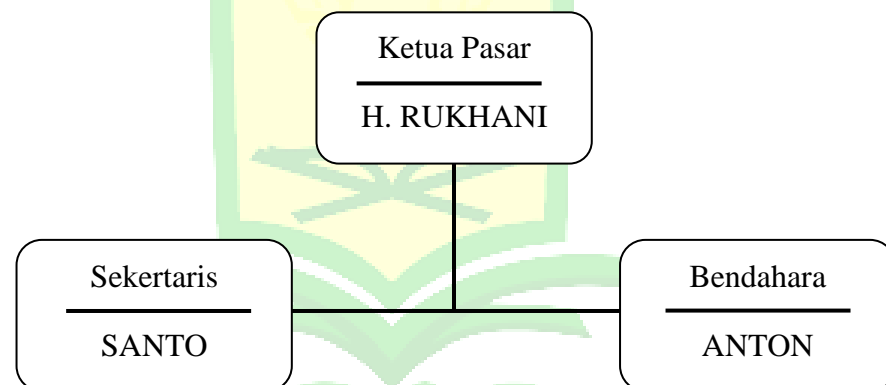 Ketua Pasar
H. RUKHANI
Sekertaris
SANTO
Bendahara
ANTON